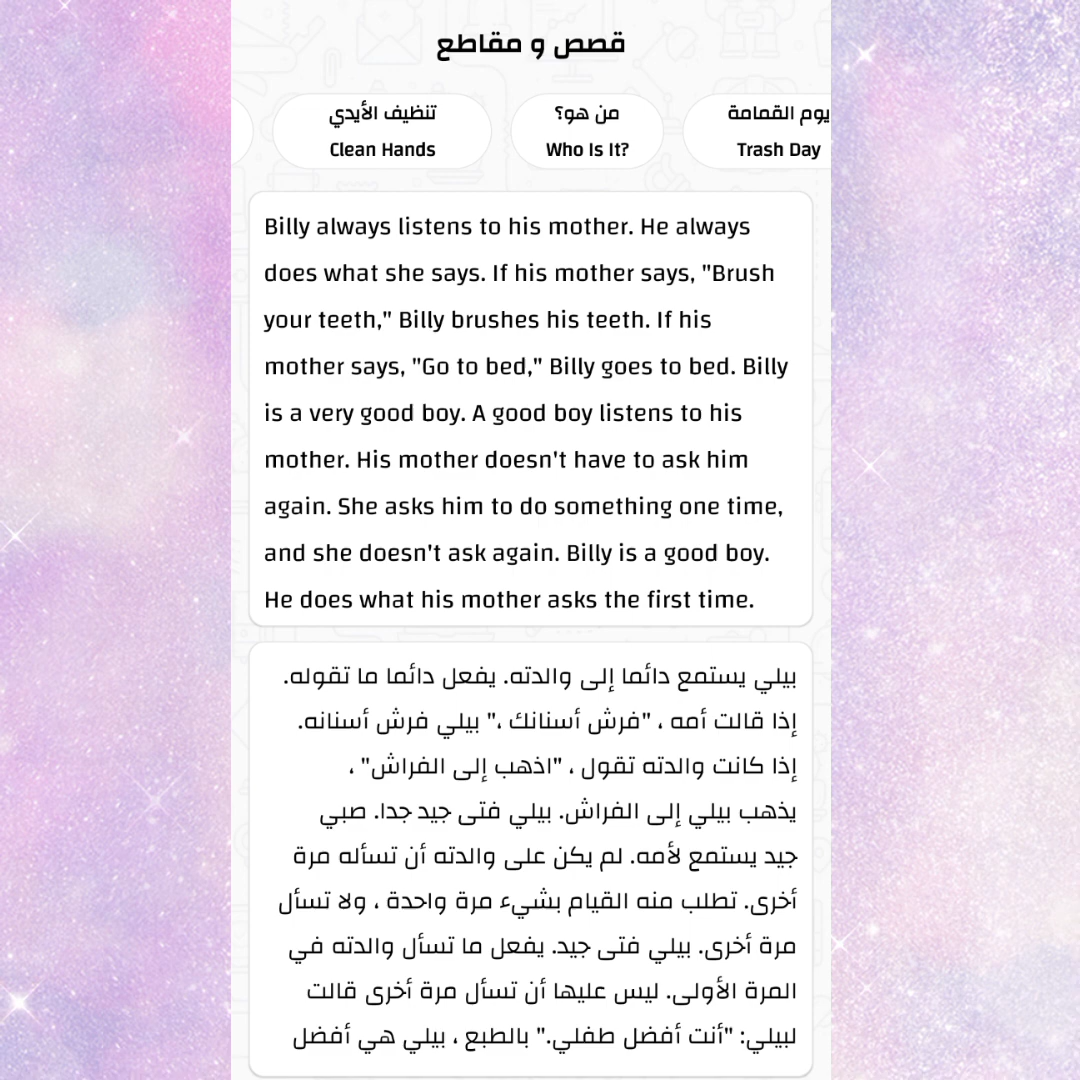 قصص و مقاطع
تنظيف الأيدي
Clean Hands
من هو؟
Who Is It?
يوم القمامة
Trash Day
Billy always listens to his mother. He always
does what she says. If his mother says, "Brush
your teeth," Billy brushes his teeth. If his
mother says, "Go to bed," Billy goes to bed. Billy
is a very good boy. A good boy listens to his
mother. His mother doesn't have to ask him
again. She asks him to do something one time,
and she doesn't ask again. Billy is a good boy.
He does what his mother asks the first time.
بيلي يستمع دائما إلى والدته. يفعل دائما ما تقوله.
إذا قالت أمه ، "فرش أسنانك ،" بيلي فرش أسنانه.
إذا كانت والدته تقول ، "اذهب إلى الفراش" ،
يذهب بيلي إلى الفراش. بيلي فتى جيد جدا. صبي
جيد يستمع لأمه. لم يكن على والدته أن تسأله مرة
أخرى. تطلب منه القيام بشيء مرة واحدة ، ولا تسأل
مرة أخرى. بيلي فتى جيد. يفعل ما تسأل والدته في
المرة الأولى. ليس عليها أن تسأل مرة أخرى قالت
لبيلي: "أنت أفضل طفلي." بالطبع ، بيلي هي أفضل